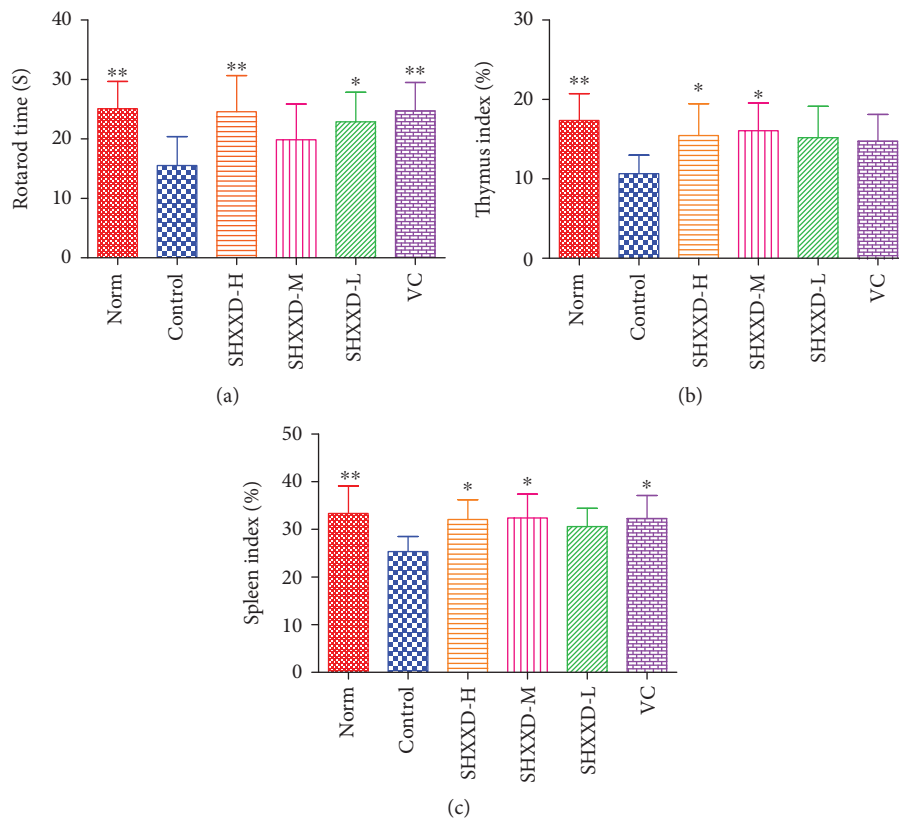 Rotarod time (S)
40
30
20
10
0
**
**
*
**
Norm
Control
SHXXD-H
SHXXD-M
SHXXD-L
VC
(a)
Thymus index (%)
30
20
10
0
**
*
*
Norm
Control
SHXXD-H
SHXXD-M
SHXXD-L
VC
(b)
Spleen index (%)
50
40
30
20
10
0
**
*
*
*
Norm
Control
SHXXD-H
SHXXD-M
SHXXD-L
VC
(c)